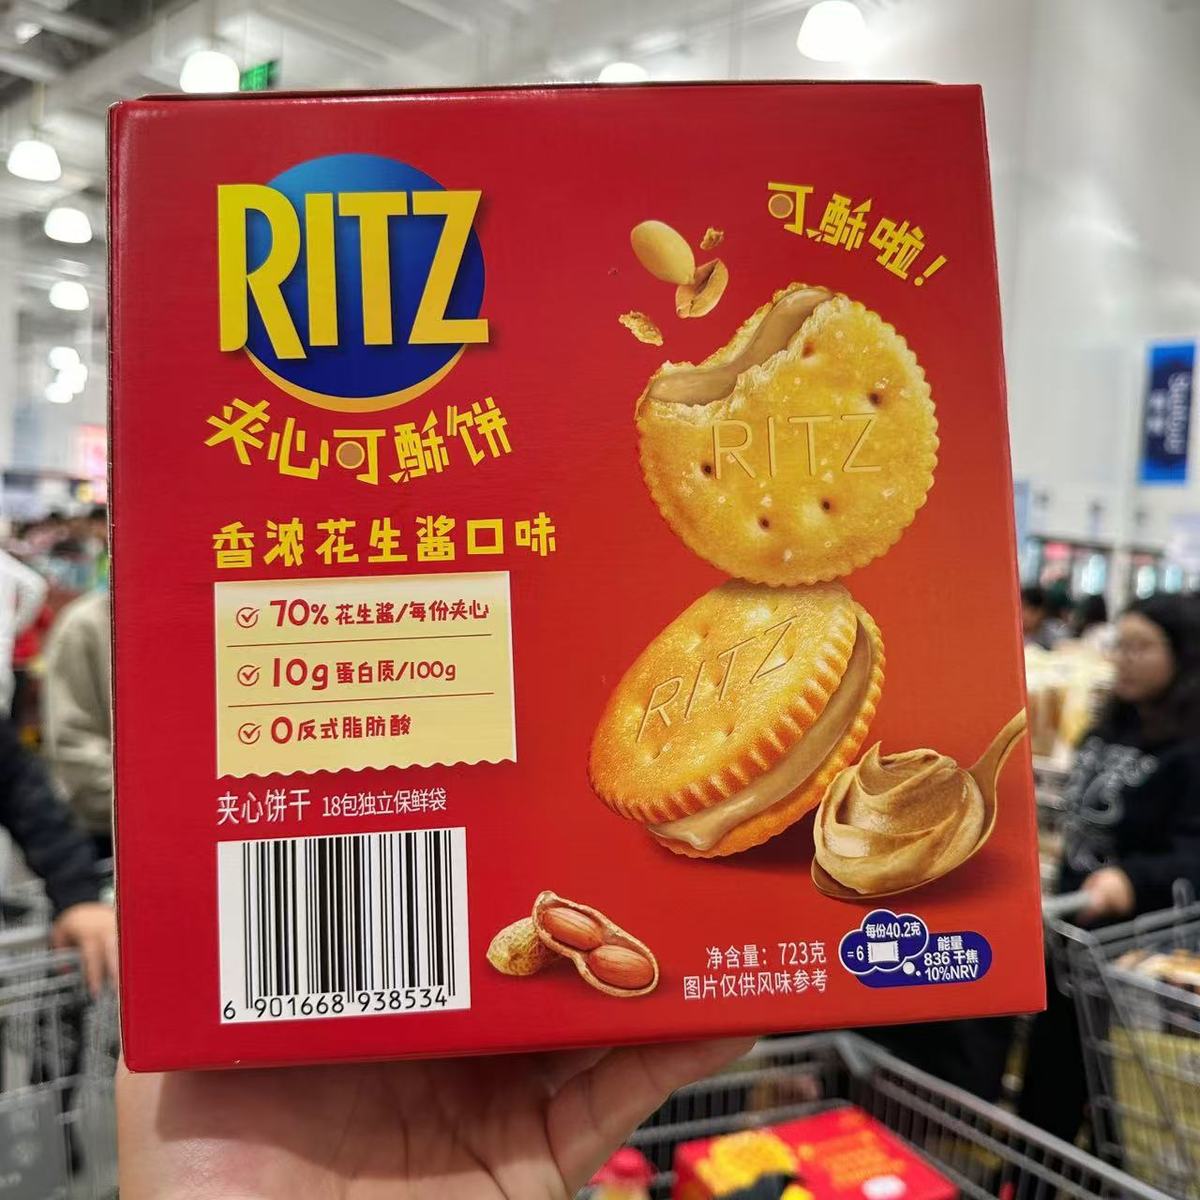 RITZ
可酥啦!
夹心可酥饼
香浓花生酱口味
70% 花生酱/每份夹心
10g 蛋白质/100g
0反式脂肪酸
夹心饼干 18包独立保鲜袋
6 901668 938534
RITZ
RITZ
净含量: 723克
图片仅供风味参考
每份40.2克
=6
能量
836 千焦
10%NRV